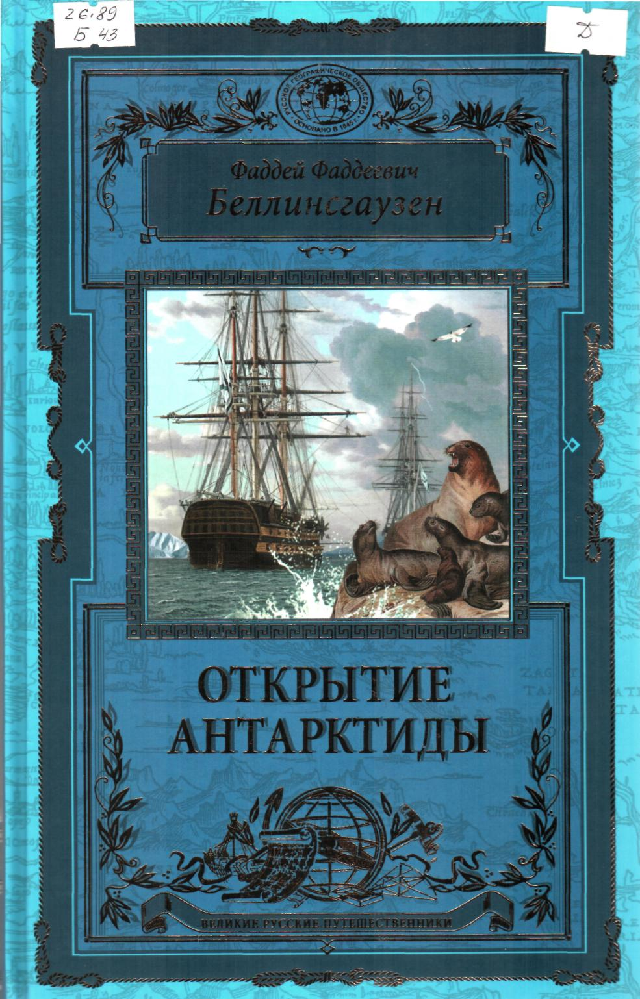 26.89
Б 43
Д
РУССКОЕ ГЕОГРАФИЧЕСКОЕ ОБЩЕСТВО
ОСНОВАНО В 1845 Г.
Фаддей Фаддеевич
Беллинсгаузен
ОТКРЫТИЕ
АНТАРКТИДЫ
ВЕЛИКИЕ РУССКИЕ ПУТЕШЕСТВЕННИКИ